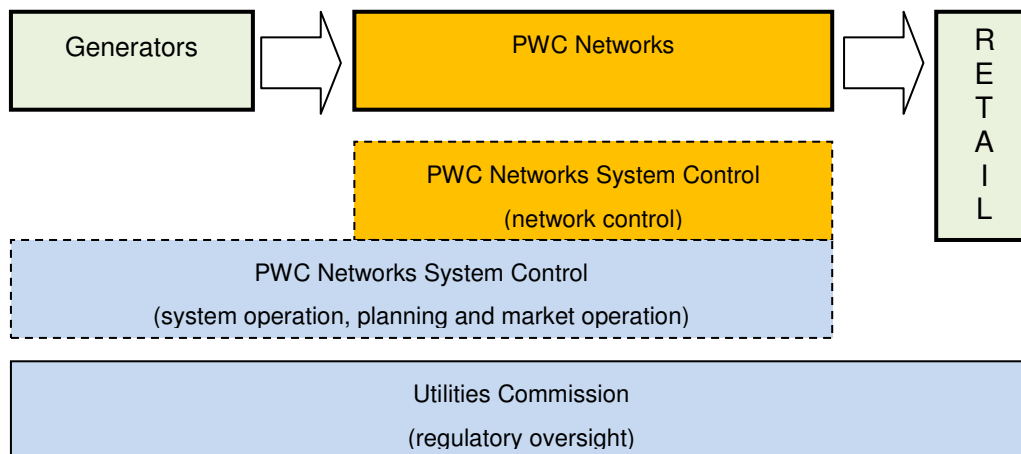 Generators
PWC Networks
R
E
T
A
I
L
PWC Networks System Control
(network control)
PWC Networks System Control
(system operation, planning and market operation)
Utilities Commission
(regulatory oversight)